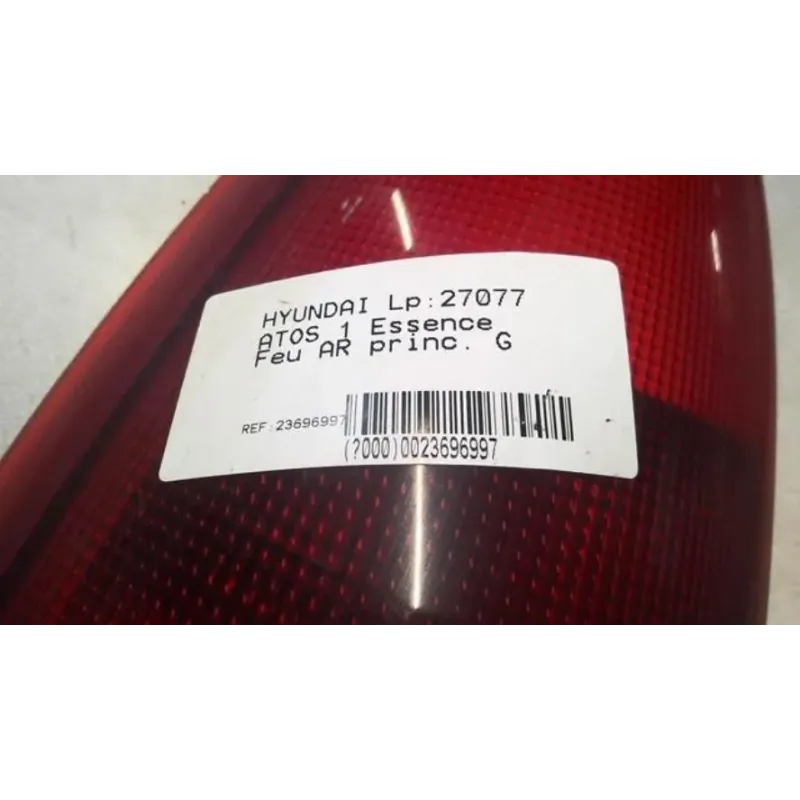 HYUNDAI Lp:27077
ATOS 1 Essence
Feu AR princ. G
REF:23696997
(?000)0023696997